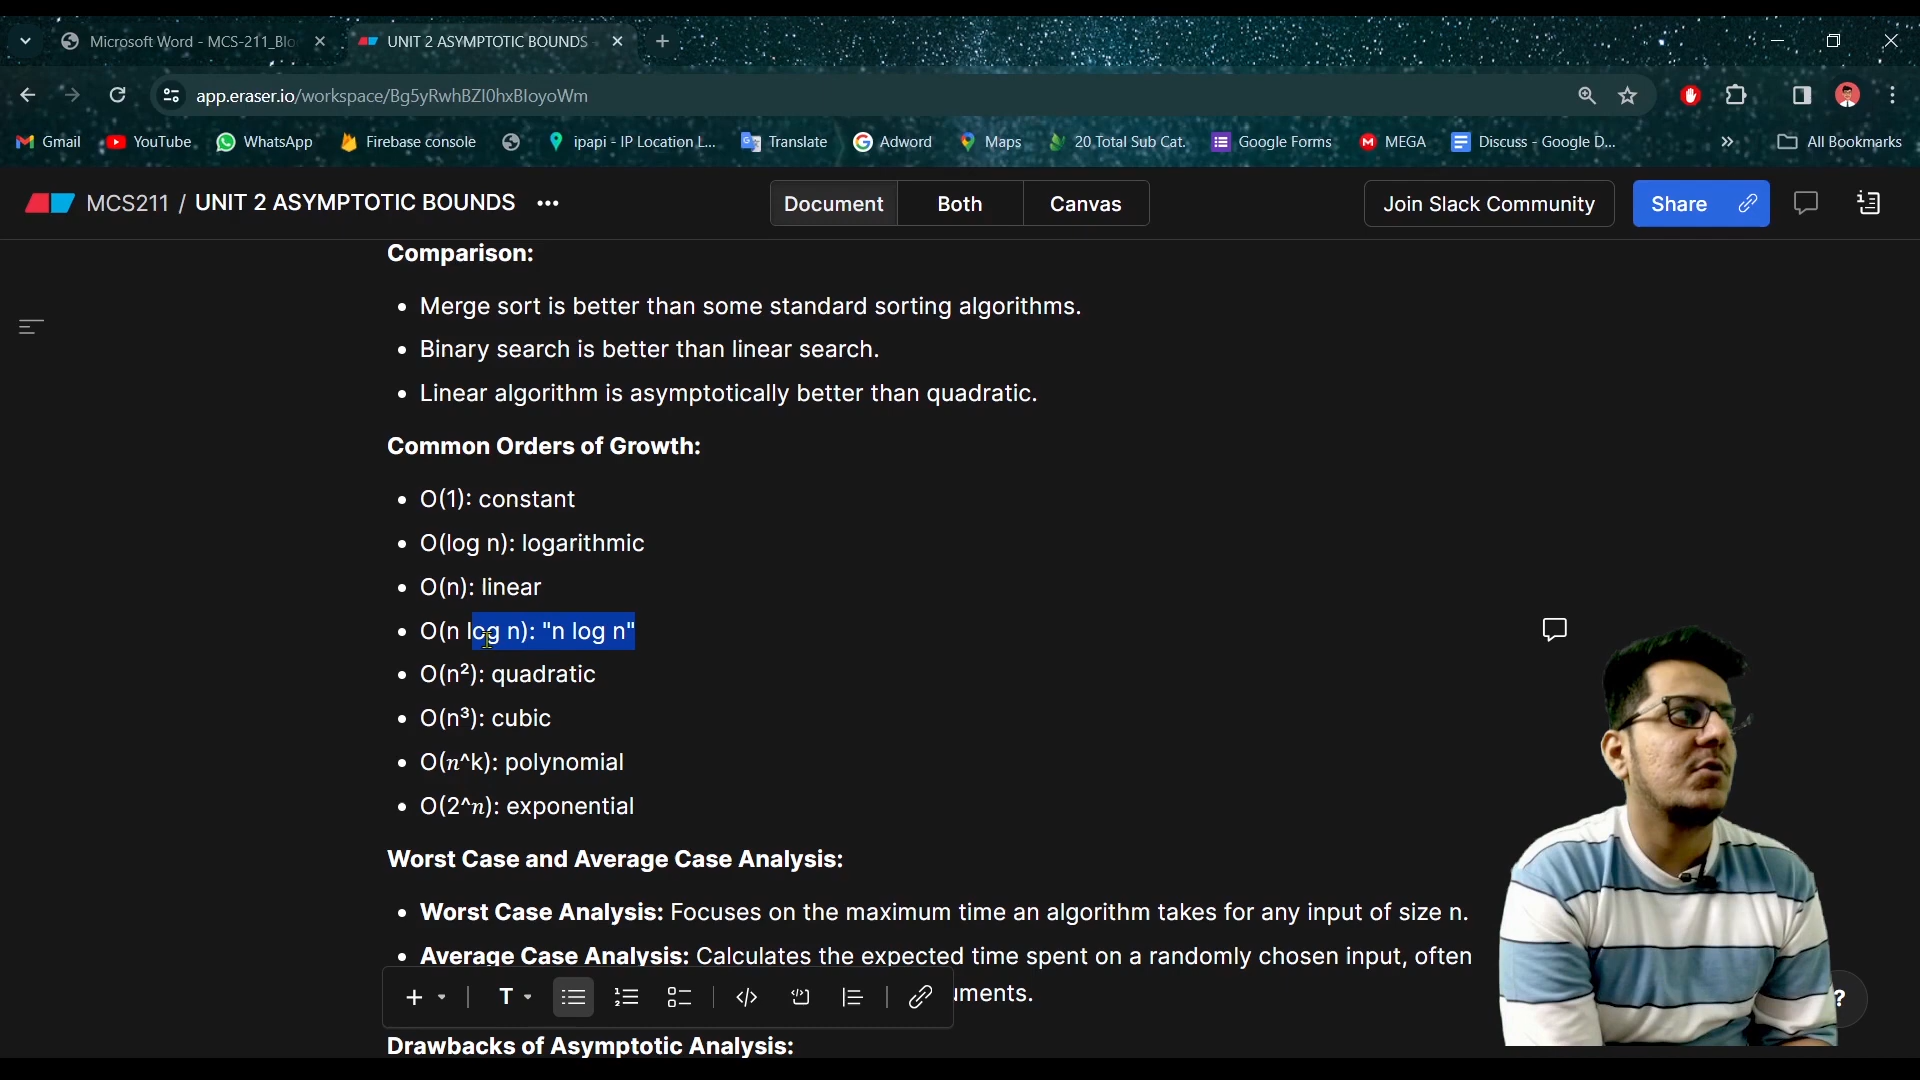 Microsoft Word - MCS-211_Blo
UNIT 2 ASYMPTOTIC BOUNDS
app.eraser.io/workspace/Bg5yRwhBZI0hxBIoyoWm
Gmail YouTube WhatsApp Firebase console ipapi - IP Location L... Translate Adword Maps 20 Total Sub Cat. Google Forms MEGA Discuss - Google D... » All Bookmarks
MCS211 / UNIT 2 ASYMPTOTIC BOUNDS ••• Document Both Canvas Join Slack Community Share
Comparison:
• Merge sort is better than some standard sorting algorithms.
• Binary search is better than linear search.
• Linear algorithm is asymptotically better than quadratic.
Common Orders of Growth:
• O(1): constant
• O(log n): logarithmic
• O(n): linear
• O(n log n): "n log n"
• O(n²): quadratic
• O(n³): cubic
• O(𝑛^k): polynomial
• O(2^𝑛): exponential
Worst Case and Average Case Analysis:
• Worst Case Analysis: Focuses on the maximum time an algorithm takes for any input of size n.
• Average Case Analysis: Calculates the expected time spent on a randomly chosen input, often
uments.
+ T ?
Drawbacks of Asymptotic Analysis: